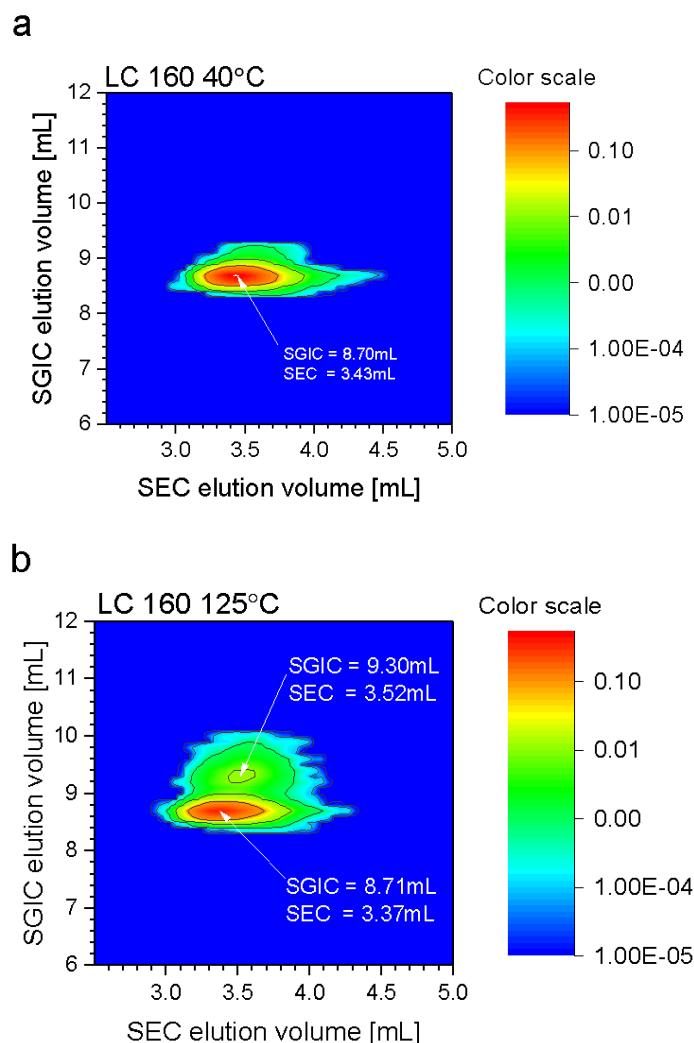 a
LC 160 40°C
Color scale
12
11
10
9
8
7
6
SGIC elution volume [mL]
SGIC = 8.70mL
SEC = 3.43mL
3.0 3.5 4.0 4.5 5.0
SEC elution volume [mL]
0.10
0.01
0.00
1.00E-04
1.00E-05
b
LC 160 125°C
Color scale
12
11
10
9
8
7
6
SGIC elution volume [mL]
SGIC = 9.30mL
SEC = 3.52mL
SGIC = 8.71mL
SEC = 3.37mL
3.0 3.5 4.0 4.5 5.0
SEC elution volume [mL]
0.10
0.01
0.00
1.00E-04
1.00E-05